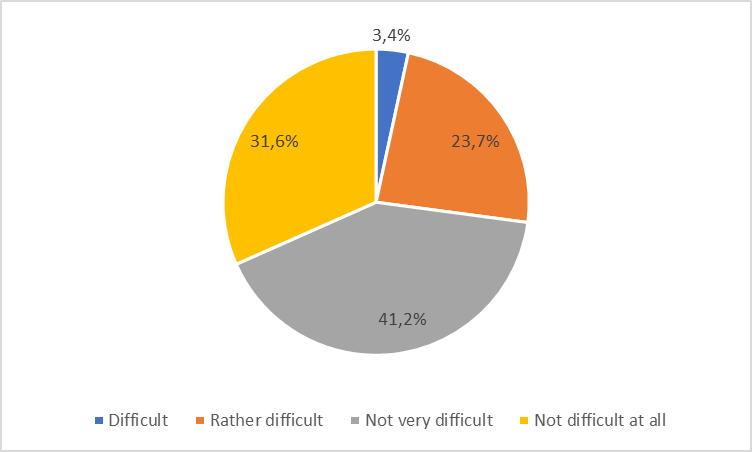 3,4%
31,6%
23,7%
41,2%
Difficult Rather difficult Not very difficult Not difficult at all